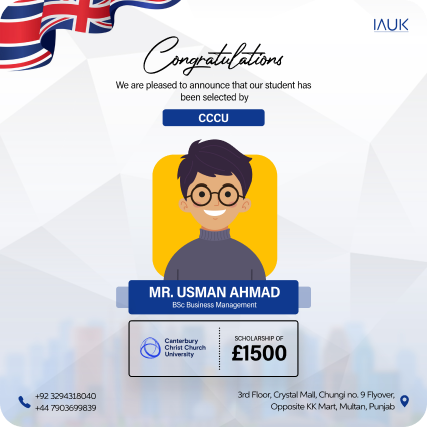 IAUK
Congratulations
We are pleased to announce that our student has
been selected by
CCCU
MR. USMAN AHMAD
BSc Business Management
Canterbury
Christ Church
University
SCHOLARSHIP OF
£1500
+92 3294318040
+44 7903699839
3rd Floor, Crystal Mall, Chungi no. 9 Flyover,
Opposite KK Mart, Multan, Punjab